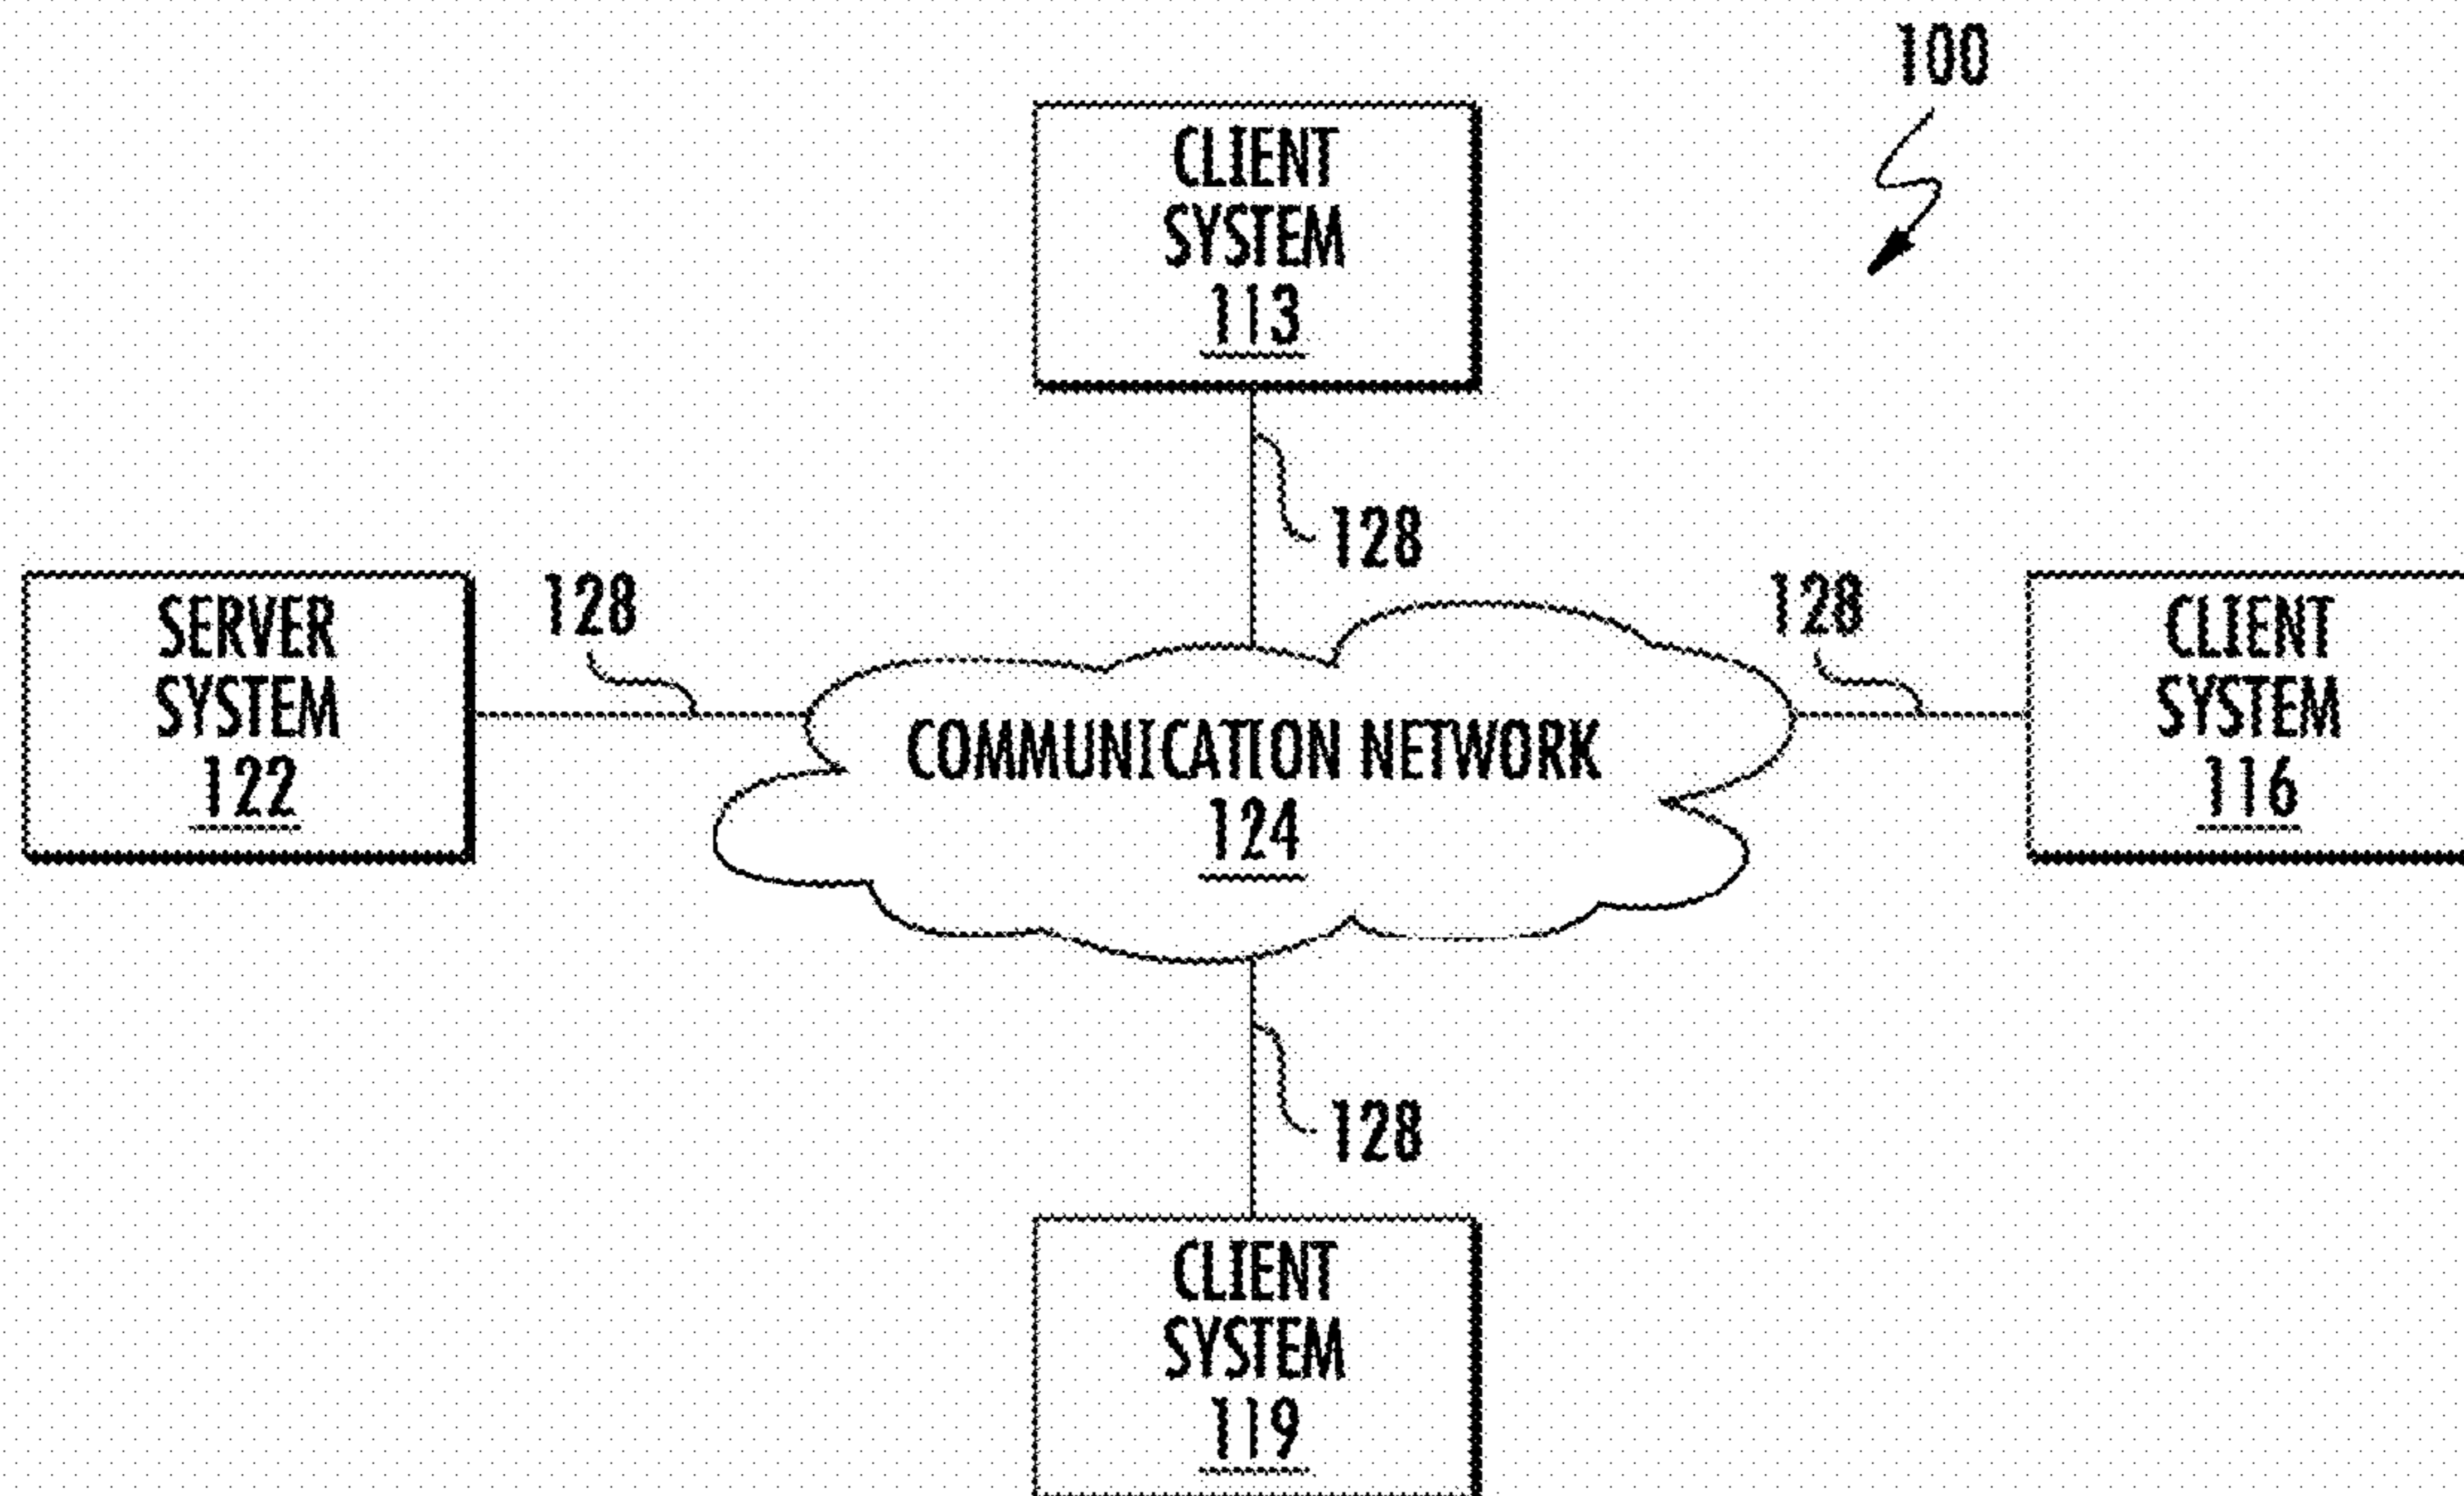 100
CLIENT
SYSTEM
113
128
SERVER
SYSTEM
122
128
128
CLIENT
SYSTEM
116
COMMUNICATION NETWORK
124
128
CLIENT
SYSTEM
119